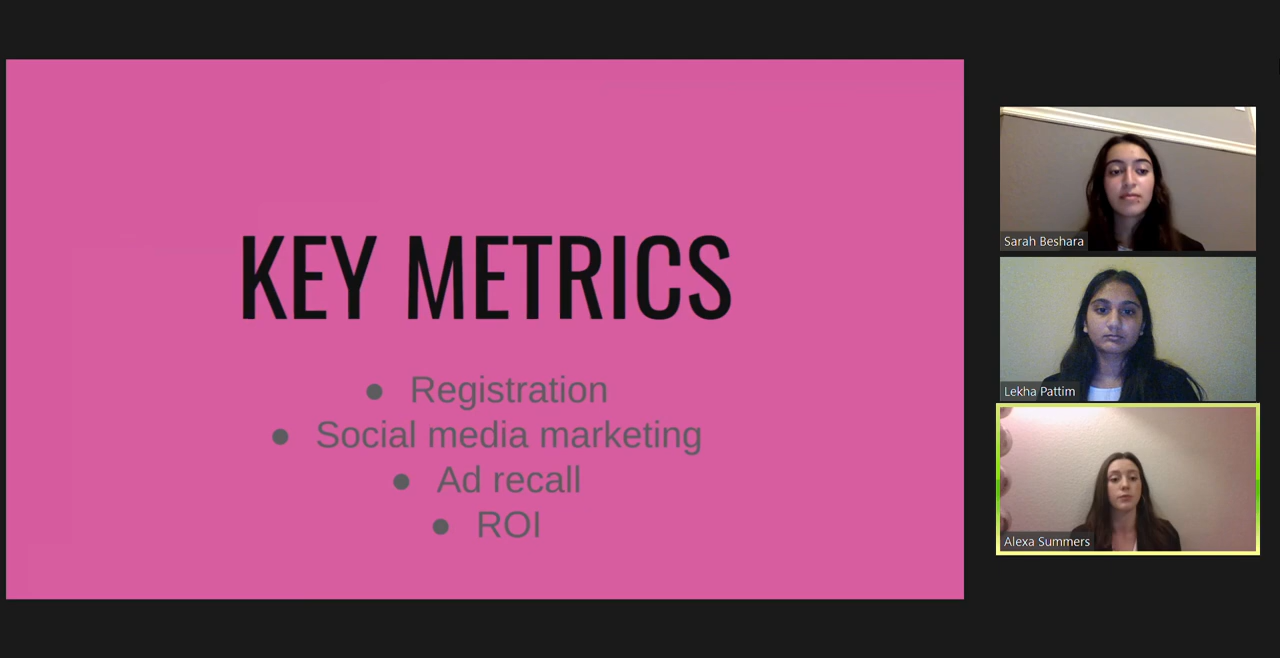 KEY METRICS
● Registration
● Social media marketing
● Ad recall
● ROI
Sarah Beshara
Lekha Pattim
Alexa Summers